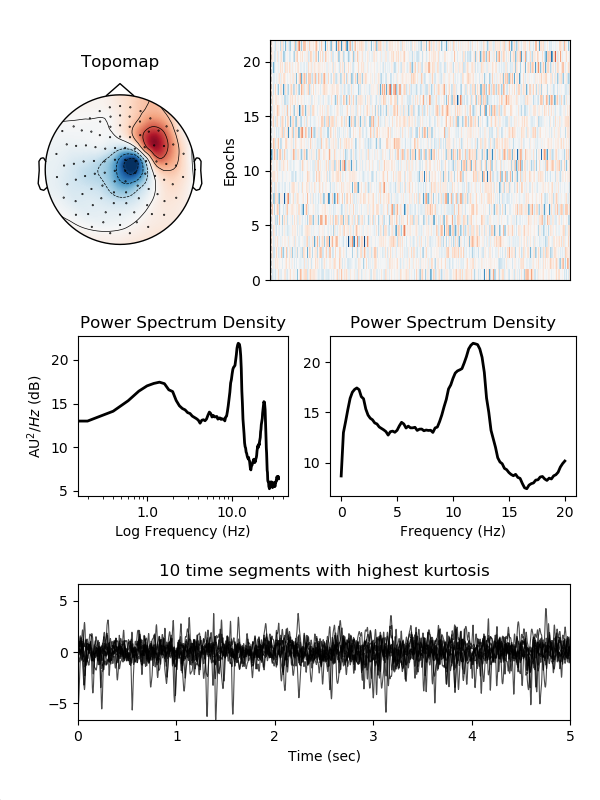 Topomap
Epochs
20
15
10
5
0
Power Spectrum Density
AU²/Hz (dB)
20
15
10
5
1.0 10.0
Log Frequency (Hz)
Power Spectrum Density
20
15
10
0 5 10 15 20
Frequency (Hz)
10 time segments with highest kurtosis
5
0
−5
0 1 2 3 4 5
Time (sec)